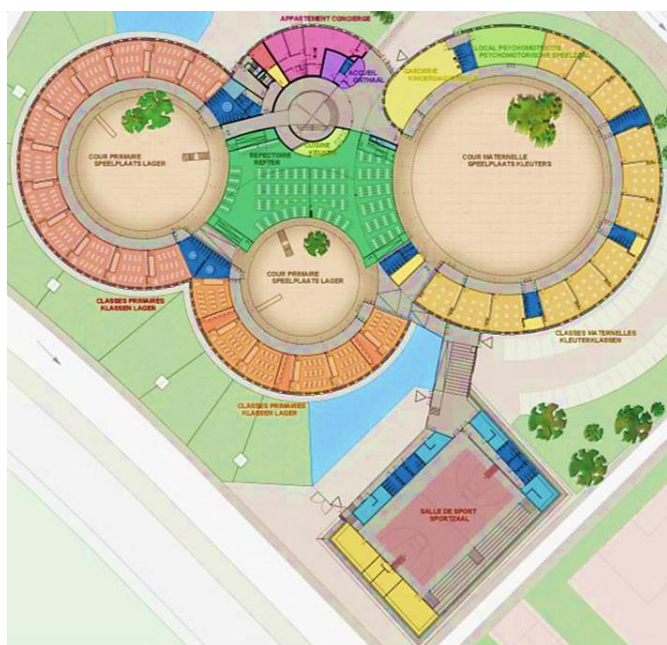 APPARTEMENT CONCIERGE
LOCAL PSYCHOMOTRICITE
PSYCHOMOTORISCHE SPEELZAAL
ACCUEIL
ONTHAAL
GARDERIE
CUISINE
KEUKEN
REFECTOIRE
REFTER
COUR PRIMAIRE
SPEELPLAATS LAGER
COUR MATERNELLE
SPEELPLAATS KLEUTERS
COUR PRIMAIRE
SPEELPLAATS LAGER
CLASSES PRIMAIRES
KLASSEN LAGER
CLASSES MATERNELLES
KLEUTERKLASSEN
CLASSES PRIMAIRES
KLASSEN LAGER
SALLE DE SPORT
SPORTZAAL